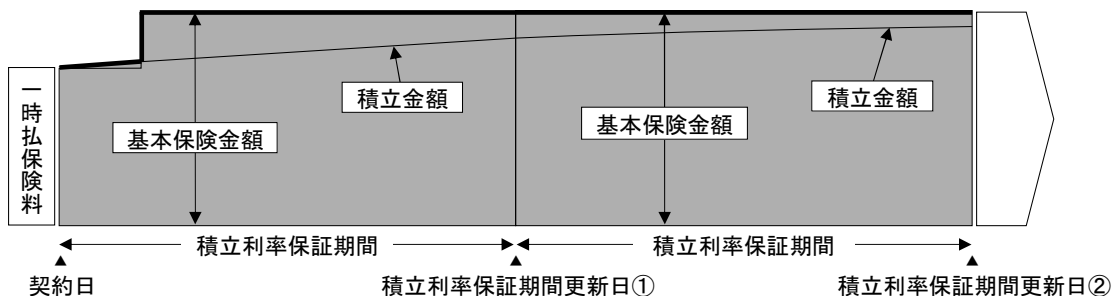 一時払保険料
積立金額
積立金額
基本保険金額
基本保険金額
積立利率保証期間
積立利率保証期間
契約日
積立利率保証期間更新日①
積立利率保証期間更新日②